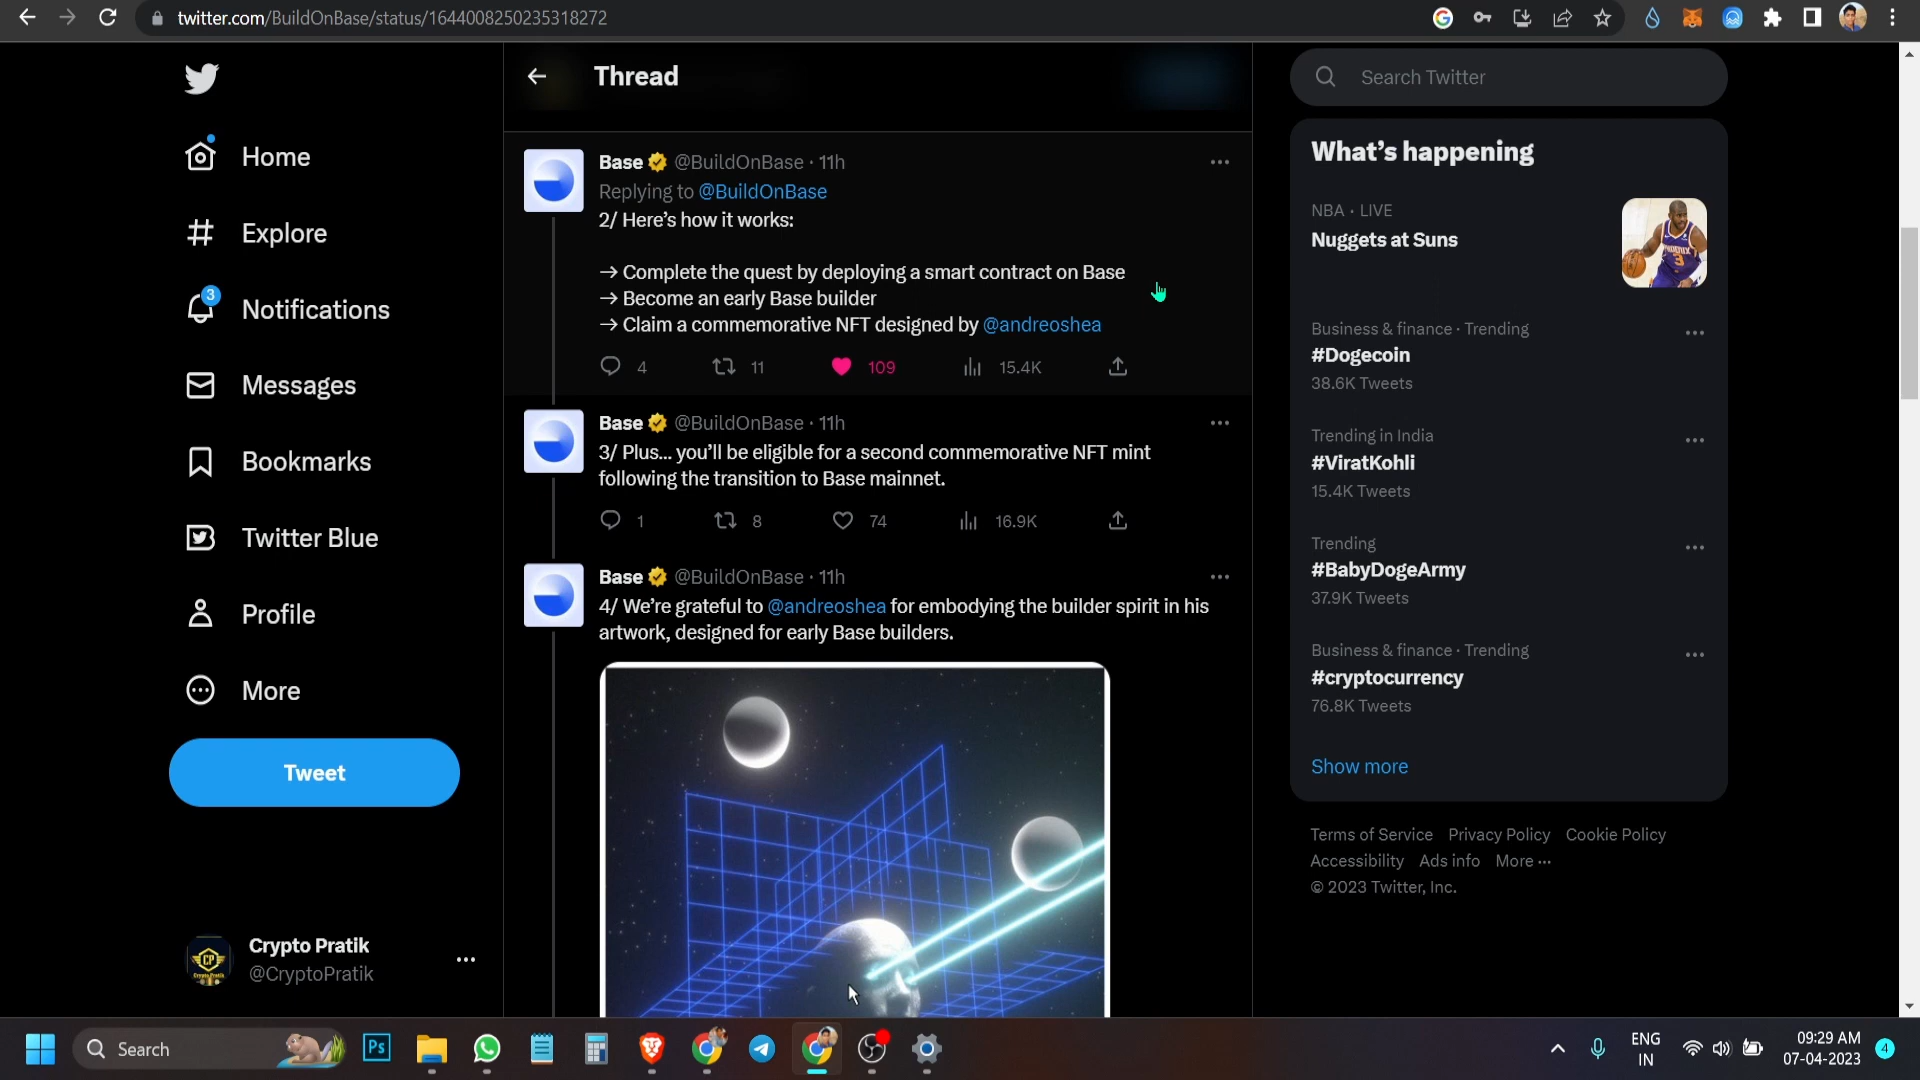 twitter.com/BuildOnBase/status/1644008250235318272
Home
Explore
3
Notifications
Messages
Bookmarks
Twitter Blue
Profile
More
Tweet
Crypto Pratik
@CryptoPratik
Thread
Base @BuildOnBase · 11h
Replying to @BuildOnBase
2/ Here’s how it works:
→ Complete the quest by deploying a smart contract on Base
→ Become an early Base builder
→ Claim a commemorative NFT designed by @andreoshea
4 11 109 15.4K
Base @BuildOnBase · 11h
3/ Plus... you’ll be eligible for a second commemorative NFT mint
following the transition to Base mainnet.
1 8 74 16.9K
Base @BuildOnBase · 11h
4/ We’re grateful to @andreoshea for embodying the builder spirit in his
artwork, designed for early Base builders.
Search Twitter
What’s happening
NBA · LIVE
Nuggets at Suns
Business & finance · Trending
#Dogecoin
38.6K Tweets
Trending in India
#ViratKohli
15.4K Tweets
Trending
#BabyDogeArmy
37.9K Tweets
Business & finance · Trending
#cryptocurrency
76.8K Tweets
Show more
Terms of Service Privacy Policy Cookie Policy
Accessibility Ads info More ···
© 2023 Twitter, Inc.
Search
Ps
ENG
IN
09:29 AM
07-04-2023
4